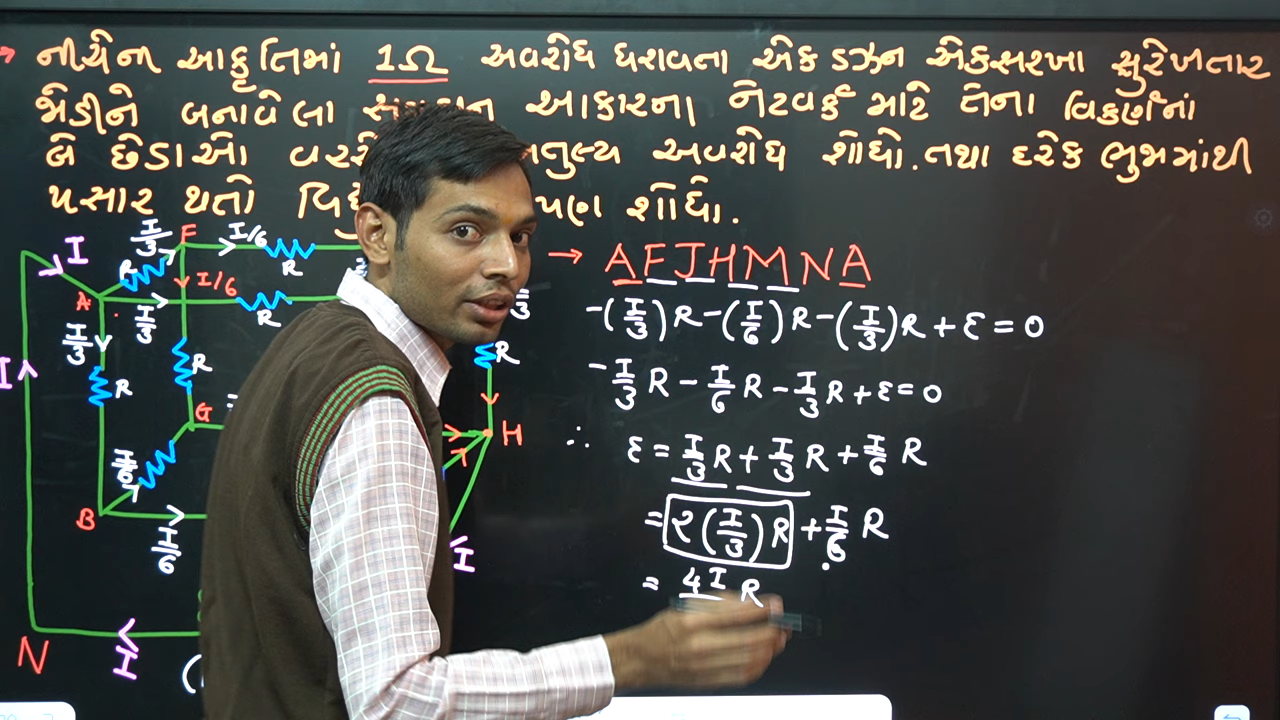 → નીચેની આકૃતિમાં 1Ω અવરોધ ધરાવતા એક ડઝન એકસરખા સુરેખતાર
જોડીને બનાવેલા આકારના નેટવર્ક માટે તેના વિકર્ણનાં
બે છેડાઓ અવરોધ શોધો. તથા દરેક ભુજમાંથી
પસાર થતો પણ શોધો.
I
I/3
F
I/6
R
R
A
I/6
I/3
R
I/3
R
R
R
I
G
H
I/6
B
I/6
I
I
N
I
→ AFJHMNA
-(I/3)R-(I/6)R-(I/3)R+ε=0
-I/3 R - I/6 R - I/3 R + ε = 0
∴ ε = I/3 R + I/3 R + I/6 R
= 2(I/3)R + I/6 R
= 4I R